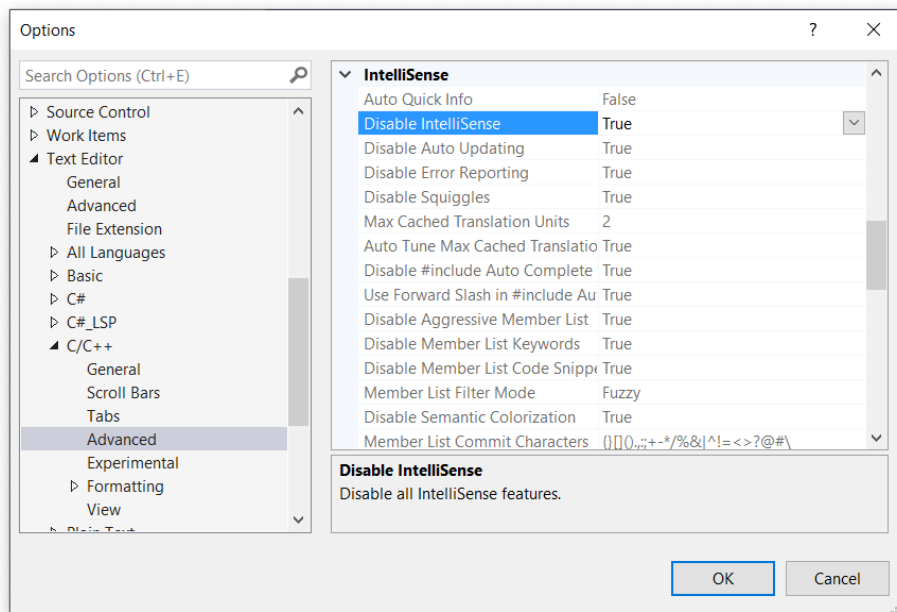 Options
?
Search Options (Ctrl+E)
Source Control
Work Items
Text Editor
General
Advanced
File Extension
All Languages
Basic
C#
C#_LSP
C/C++
General
Scroll Bars
Tabs
Advanced
Experimental
Formatting
View
Plain Text
IntelliSense
Auto Quick Info False
Disable IntelliSense True
Disable Auto Updating True
Disable Error Reporting True
Disable Squiggles True
Max Cached Translation Units 2
Auto Tune Max Cached Translatio True
Disable #include Auto Complete True
Use Forward Slash in #include Au True
Disable Aggressive Member List True
Disable Member List Keywords True
Disable Member List Code Snippe True
Member List Filter Mode Fuzzy
Disable Semantic Colorization True
Member List Commit Characters {}[]().,:;+-*/%&|^!=<>?@#\
Disable IntelliSense
Disable all IntelliSense features.
OK Cancel